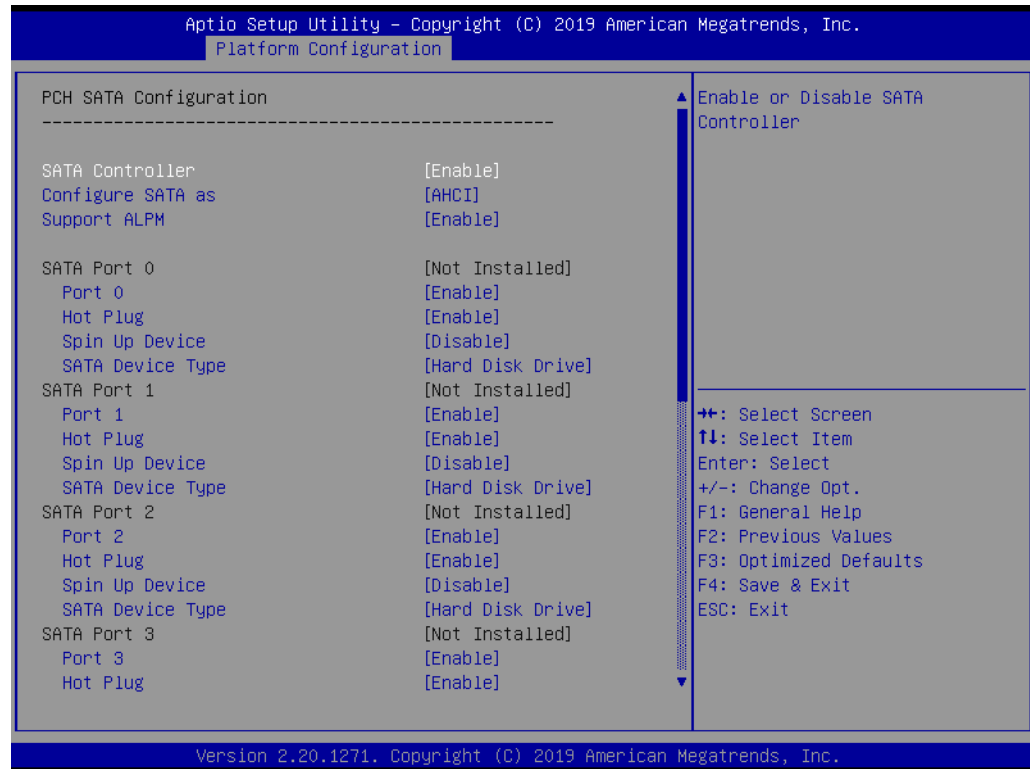 Aptio Setup Utility – Copyright (C) 2019 American Megatrends, Inc.
Platform Configuration
PCH SATA Configuration
--------------------------------------------------
SATA Controller [Enable]
Configure SATA as [AHCI]
Support ALPM [Enable]
SATA Port 0 [Not Installed]
Port 0 [Enable]
Hot Plug [Enable]
Spin Up Device [Disable]
SATA Device Type [Hard Disk Drive]
SATA Port 1 [Not Installed]
Port 1 [Enable]
Hot Plug [Enable]
Spin Up Device [Disable]
SATA Device Type [Hard Disk Drive]
SATA Port 2 [Not Installed]
Port 2 [Enable]
Hot Plug [Enable]
Spin Up Device [Disable]
SATA Device Type [Hard Disk Drive]
SATA Port 3 [Not Installed]
Port 3 [Enable]
Hot Plug [Enable]
Enable or Disable SATA
Controller
→←: Select Screen
↑↓: Select Item
Enter: Select
+/-: Change Opt.
F1: General Help
F2: Previous Values
F3: Optimized Defaults
F4: Save & Exit
ESC: Exit
Version 2.20.1271. Copyright (C) 2019 American Megatrends, Inc.